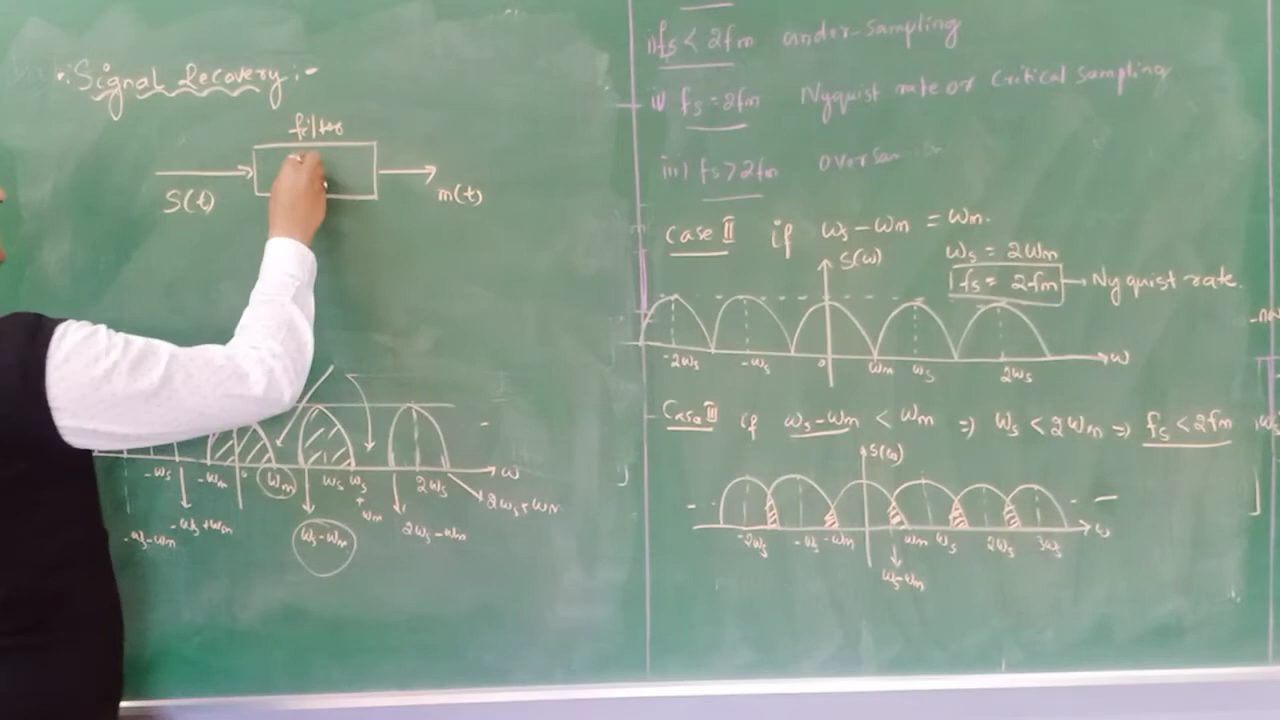 :Signal Recovery:-
filter
S(t)
m(t)
-ωs -ωm 0 ωm ωs ωs+ωm 2ωs ω
-ωs-ωm -ωs+ωm ωs-ωm 2ωs-ωm 2ωs+ωm
i) fs < 2fm under-sampling
ii) fs = 2fm Nyquist rate or Critical Sampling
iii) fs > 2fm
Case II if ωs-ωm = ωm.
ωs = 2ωm
fs = 2fm → Nyquist rate.
S(ω)
-2ωs -ωs 0 ωm ωs 2ωs ω
Case III if ωs-ωm < ωm ⇒ ωs < 2ωm ⇒ fs < 2fm
S(ω)
-2ωs -ωs -ωm ωm ωs 2ωs 3ωs ω
ωs-ωm